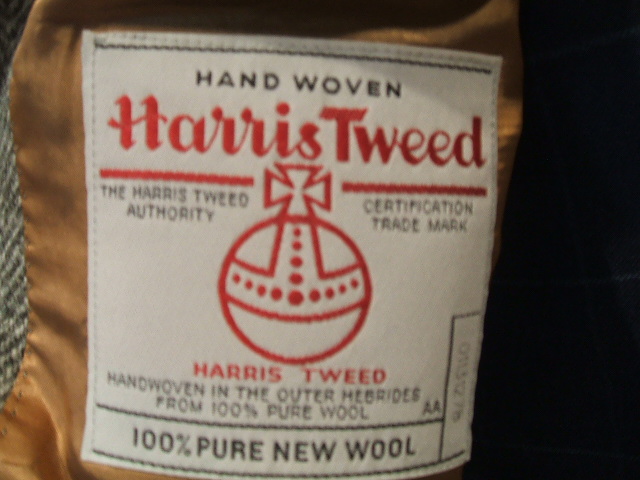 HAND WOVEN
Harris Tweed
THE HARRIS TWEED
AUTHORITY
CERTIFICATION
TRADE MARK
HARRIS TWEED
HANDWOVEN IN THE OUTER HEBRIDES
FROM 100% PURE WOOL
AA
100% PURE NEW WOOL